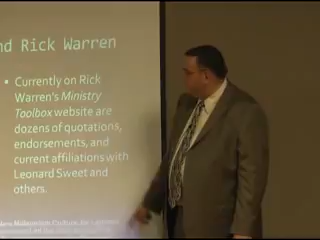 nd Rick Warren
• Currently on Rick
Warren's Ministry
Toolbox website are
dozens of quotations,
endorsements, and
current affiliations with
Leonard Sweet and
others.